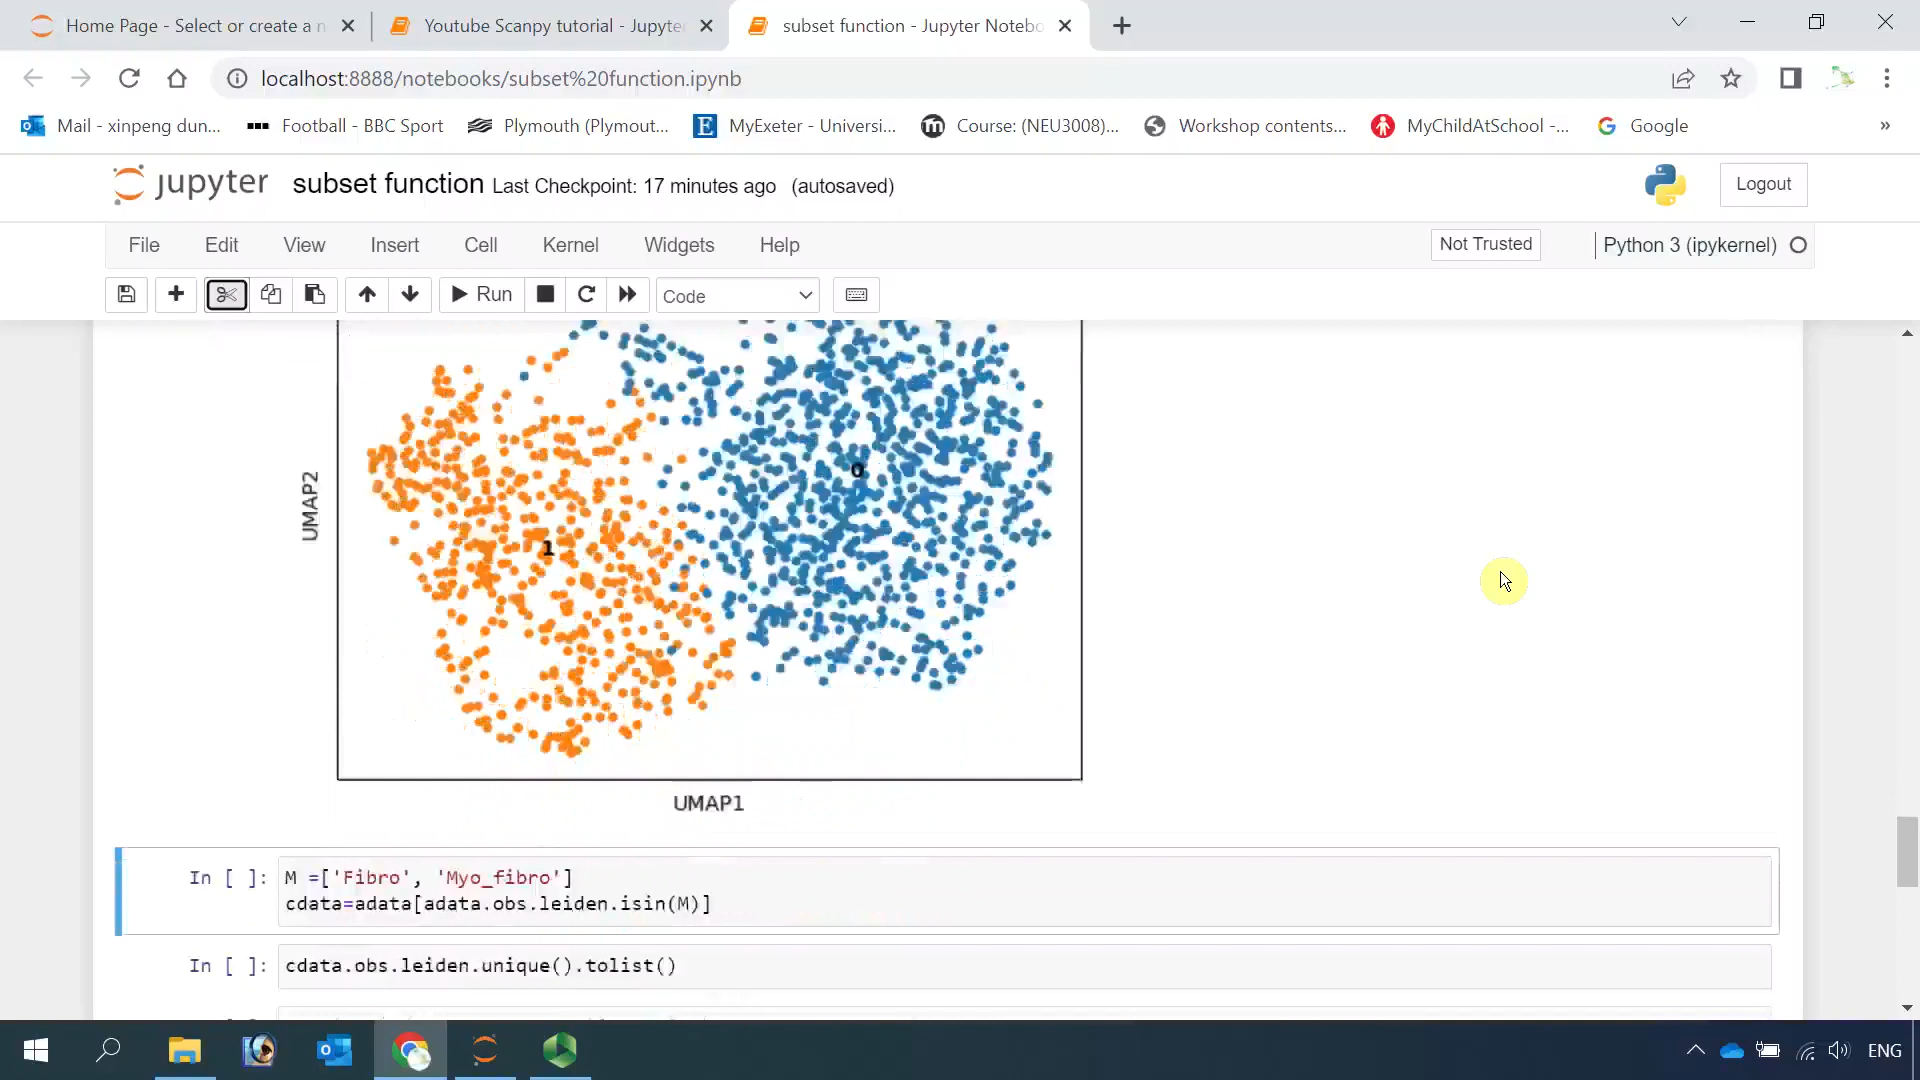 Home Page - Select or create a n
Youtube Scanpy tutorial - Jupyte
subset function - Jupyter Notebo
localhost:8888/notebooks/subset%20function.ipynb
Mail - xinpeng dun...
Football - BBC Sport
Plymouth (Plymout...
MyExeter - Universi...
Course: (NEU3008)...
Workshop contents...
MyChildAtSchool -...
Google
»
jupyter subset function Last Checkpoint: 17 minutes ago (autosaved)
Logout
File Edit View Insert Cell Kernel Widgets Help
Not Trusted
Python 3 (ipykernel)
Run
Code
0
1
UMAP2
UMAP1
In [ ]: M =['Fibro', 'Myo_fibro']
cdata=adata[adata.obs.leiden.isin(M)]
In [ ]: cdata.obs.leiden.unique().tolist()
ENG